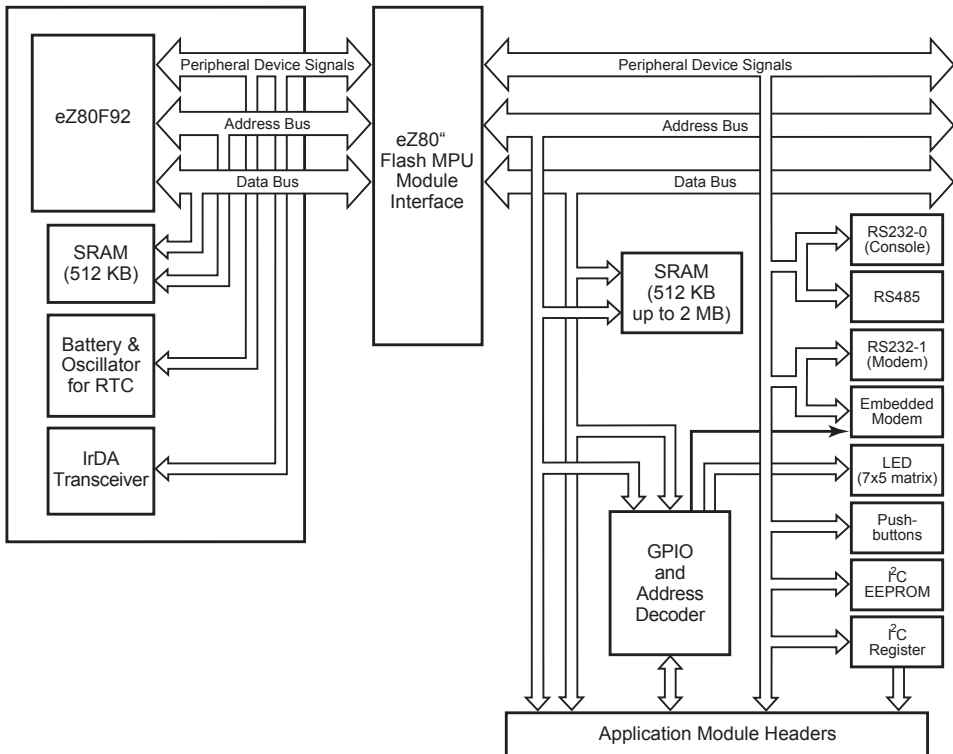 Peripheral Device Signals
Address Bus
Data Bus
eZ80F92
SRAM
(512 KB)
Battery &
Oscillator
for RTC
IrDA
Transceiver
eZ80“
Flash MPU
Module
Interface
Peripheral Device Signals
Address Bus
Data Bus
SRAM
(512 KB
up to 2 MB)
GPIO
and
Address
Decoder
RS232-0
(Console)
RS485
RS232-1
(Modem)
Embedded
Modem
LED
(7x5 matrix)
Push-
buttons
I²C
EEPROM
I²C
Register
Application Module Headers